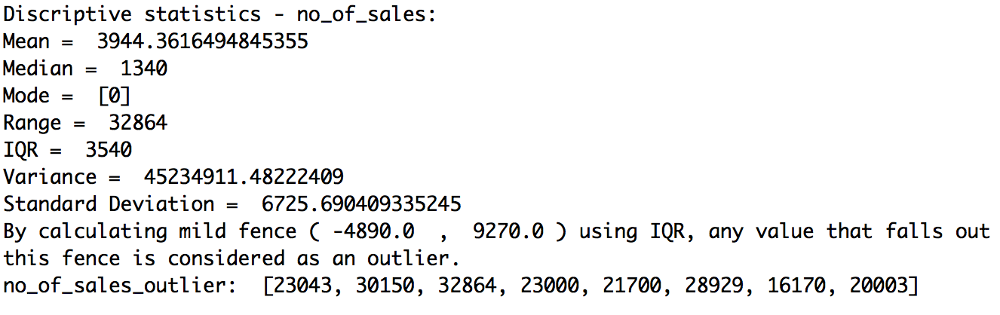 Discriptive statistics - no_of_sales:
Mean =  3944.3616494845355
Median =  1340
Mode =  [0]
Range =  32864
IQR =  3540
Variance =  45234911.48222409
Standard Deviation =  6725.690409335245
By calculating mild fence ( -4890.0  ,  9270.0 ) using IQR, any value that falls out
this fence is considered as an outlier.
no_of_sales_outlier:  [23043, 30150, 32864, 23000, 21700, 28929, 16170, 20003]